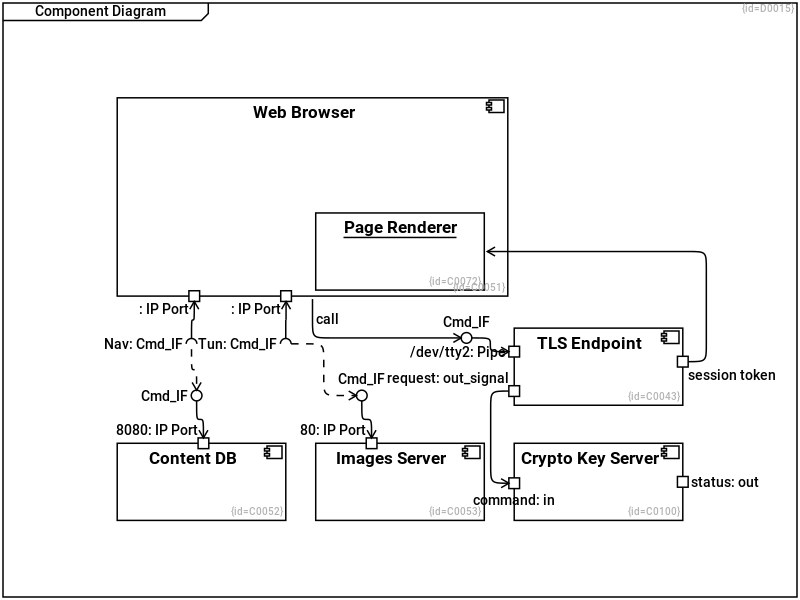 Component Diagram
{id=D0015}
Web Browser
Page Renderer
{id=C0072}
{id=C0051}
: IP Port
: IP Port
call
Cmd_IF
Nav: Cmd_IF
Tun: Cmd_IF
/dev/tty2: Pipe
TLS Endpoint
session token
Cmd_IF
request: out_signal
Cmd_IF
{id=C0043}
8080: IP Port
80: IP Port
Content DB
Images Server
Crypto Key Server
status: out
command: in
{id=C0052}
{id=C0053}
{id=C0100}